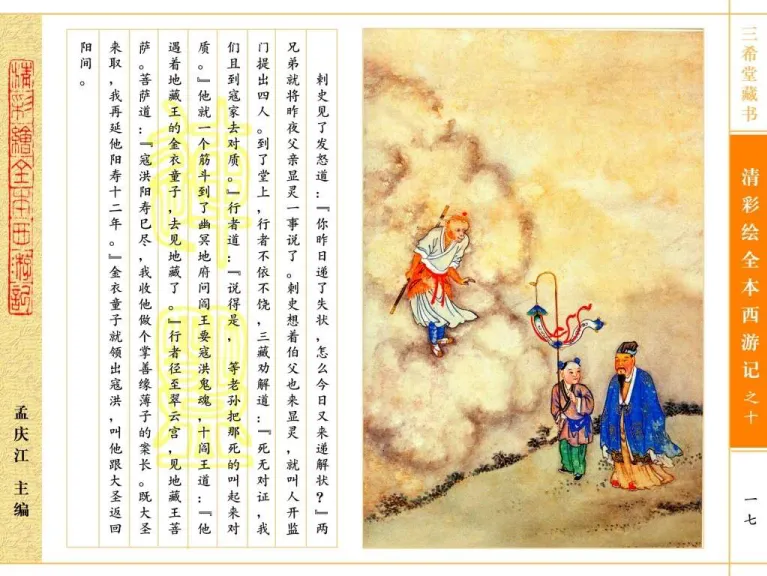 三希堂藏书
清彩绘全本西游记之十
一七
刺史见了发怒道：『你昨日递了失状，怎么今日又来递解状？』两
兄弟就将昨夜父亲显灵一事说了。刺史想着伯父也来显灵，就叫人开监
门提出四人。到了堂上，行者不依不饶，三藏劝解道：『死无对证，我
们且到寇家去对质。』行者道：『说得是，等老孙把那死的叫起来对
质。』他就一个筋斗到了幽冥地府问阎王要寇洪鬼魂，十阎王道：『他
遇着地藏王的金衣童子，去见地藏了。』行者径至翠云宫，见地藏王菩
萨。菩萨道：『寇洪阳寿已尽，我收他做个掌善缘薄子的案长。既大圣
来取，我再延他阳寿十二年。』金衣童子就领出寇洪，叫他跟大圣返回
阳间。
清彩绘全本西游记
孟庆江 主编